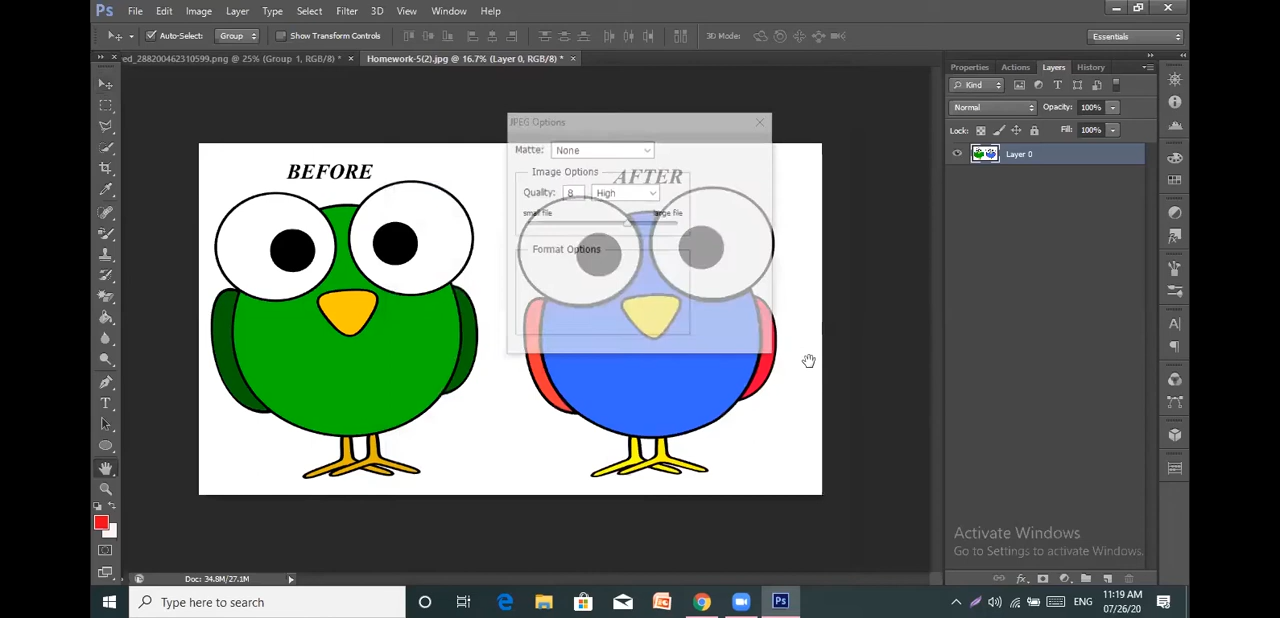 Ps File Edit Image Layer Type Select Filter 3D View Window Help
Auto-Select: Group Show Transform Controls 3D Mode: Essentials
ed_288200462310599.png @ 25% (Group 1, RGB/8) * × Homework-5(2).jpg @ 16.7% (Layer 0, RGB/8) * ×
Properties Actions Layers History
Kind
Normal Opacity: 100%
Lock: Fill: 100%
Layer 0
JPEG Options
Matte: None
Image Options
Quality: 8 High
small file large file
Format Options
BEFORE
AFTER
Activate Windows
Go to Settings to activate Windows.
Doc: 34.8M/27.1M
Type here to search
ENG
11:19 AM
07/26/20